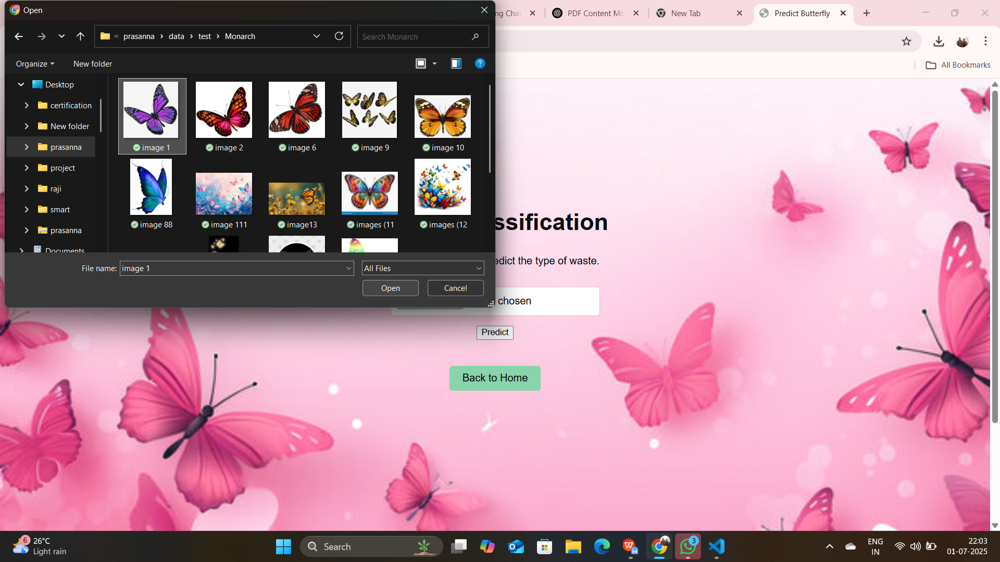 Open
ng Chat
PDF Content Mo
New Tab
Predict Butterfly
prasanna
data
test
Monarch
Search Monarch
Organize
New folder
All Bookmarks
Desktop
certification
New folder
prasanna
project
raji
smart
prasanna
Documents
image 1
image 2
image 6
image 9
image 10
image 88
image 111
image13
images (11
images (12
File name:
image 1
All Files
Open
Cancel
ssification
edict the type of waste.
chosen
Predict
Back to Home
6
26°C
Light rain
Search
3
ENG
IN
22:03
01-07-2025